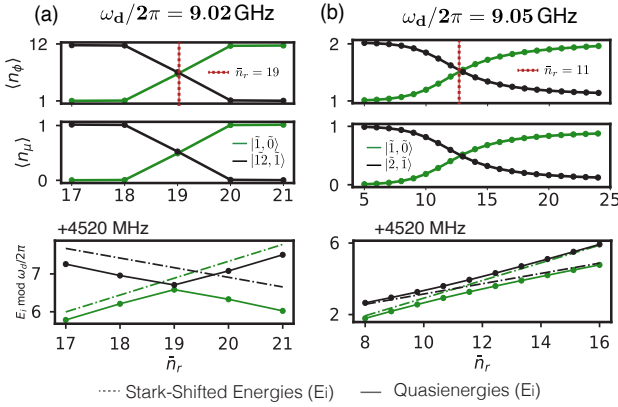 (a) ω_d/2π = 9.02 GHz
(b) ω_d/2π = 9.05 GHz
⟨n_ϕ⟩
12
1
n̄_r = 19
2
1
n̄_r = 11
⟨n_μ⟩
1
0
|1̃, 0̃⟩
|1̃2, 1̃⟩
17 18 19 20 21
1
0
|1̃, 0̃⟩
|2̃, 1̃⟩
5 10 15 20 25
+4520 MHz
+4520 MHz
E_i mod ω_d/2π
7
6
17 18 19 20 21
n̄_r
6
4
2
8 10 12 14 16
n̄_r
Stark-Shifted Energies (Ei)
Quasienergies (Ei)